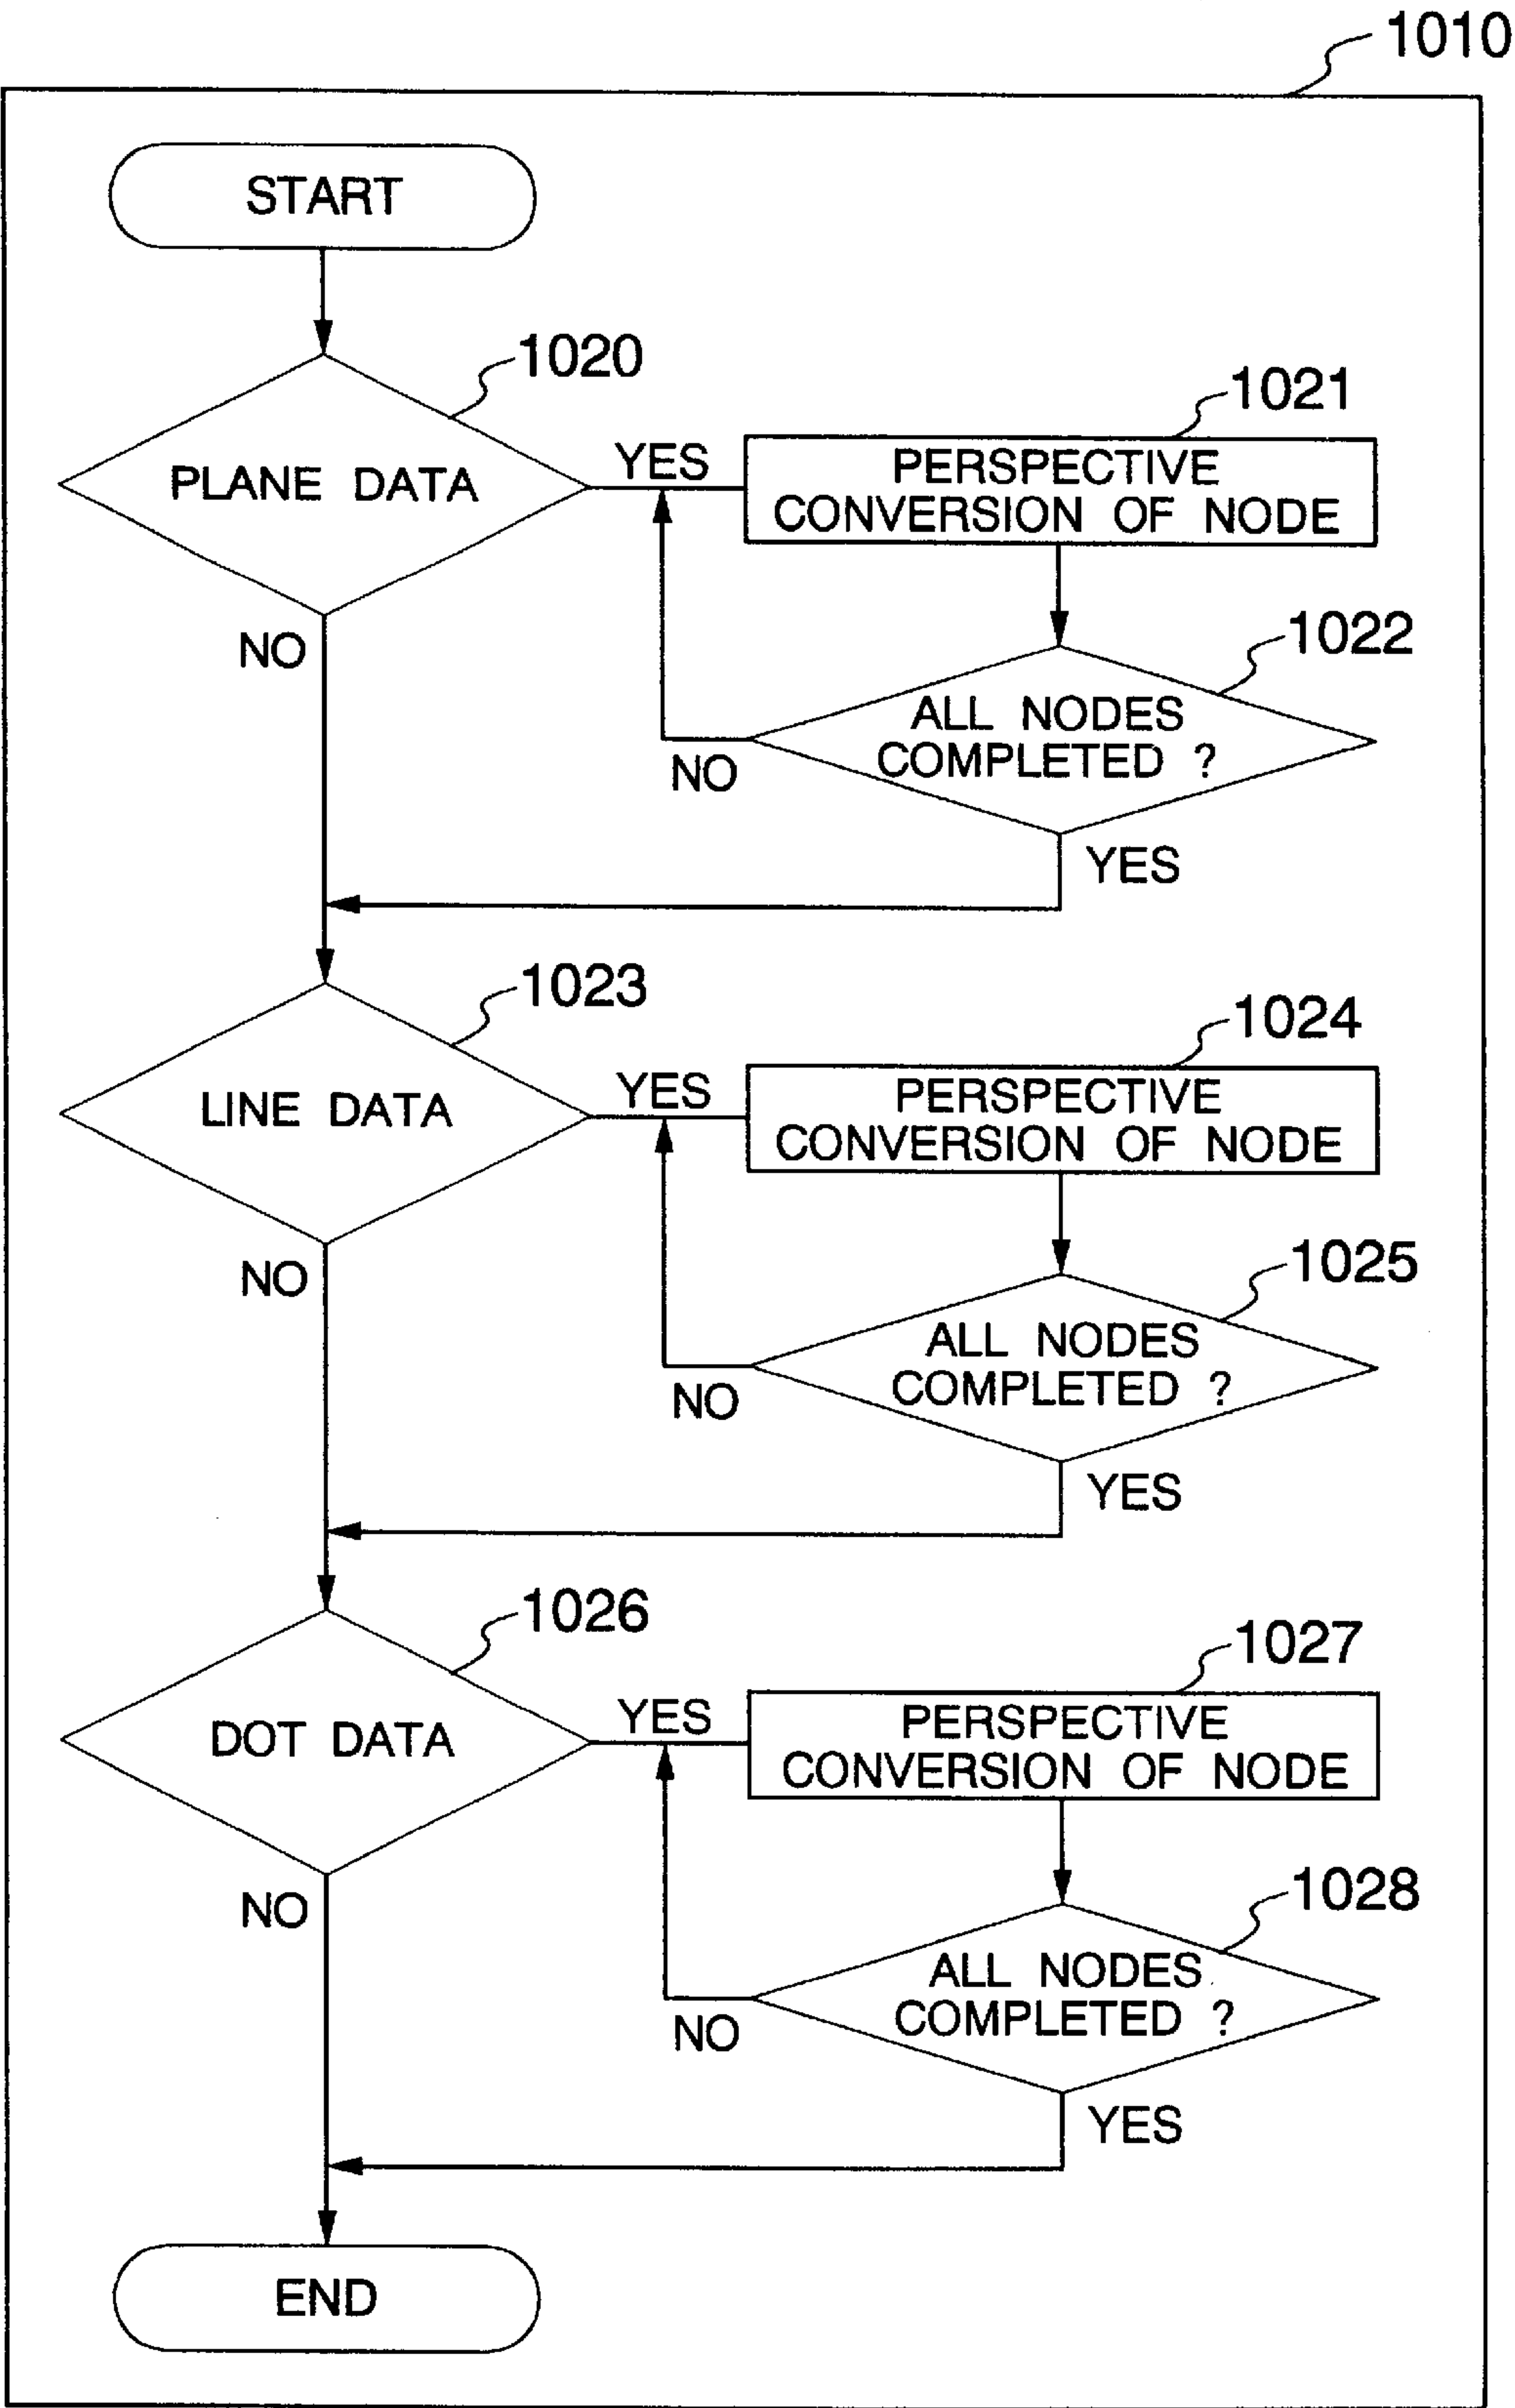 1010
START
1020
PLANE DATA
YES
1021
PERSPECTIVE
CONVERSION OF NODE
NO
1022
ALL NODES
COMPLETED ?
NO
YES
1023
LINE DATA
YES
1024
PERSPECTIVE
CONVERSION OF NODE
NO
1025
ALL NODES
COMPLETED ?
NO
YES
1026
DOT DATA
YES
1027
PERSPECTIVE
CONVERSION OF NODE
NO
1028
ALL NODES
COMPLETED ?
NO
YES
END